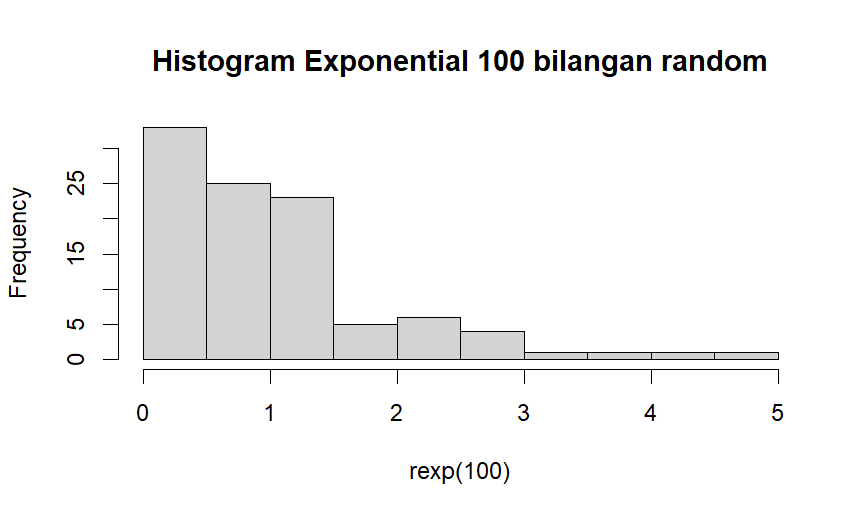 Histogram Exponential 100 bilangan random
Frequency
25
15
5
0
0 1 2 3 4 5
rexp(100)